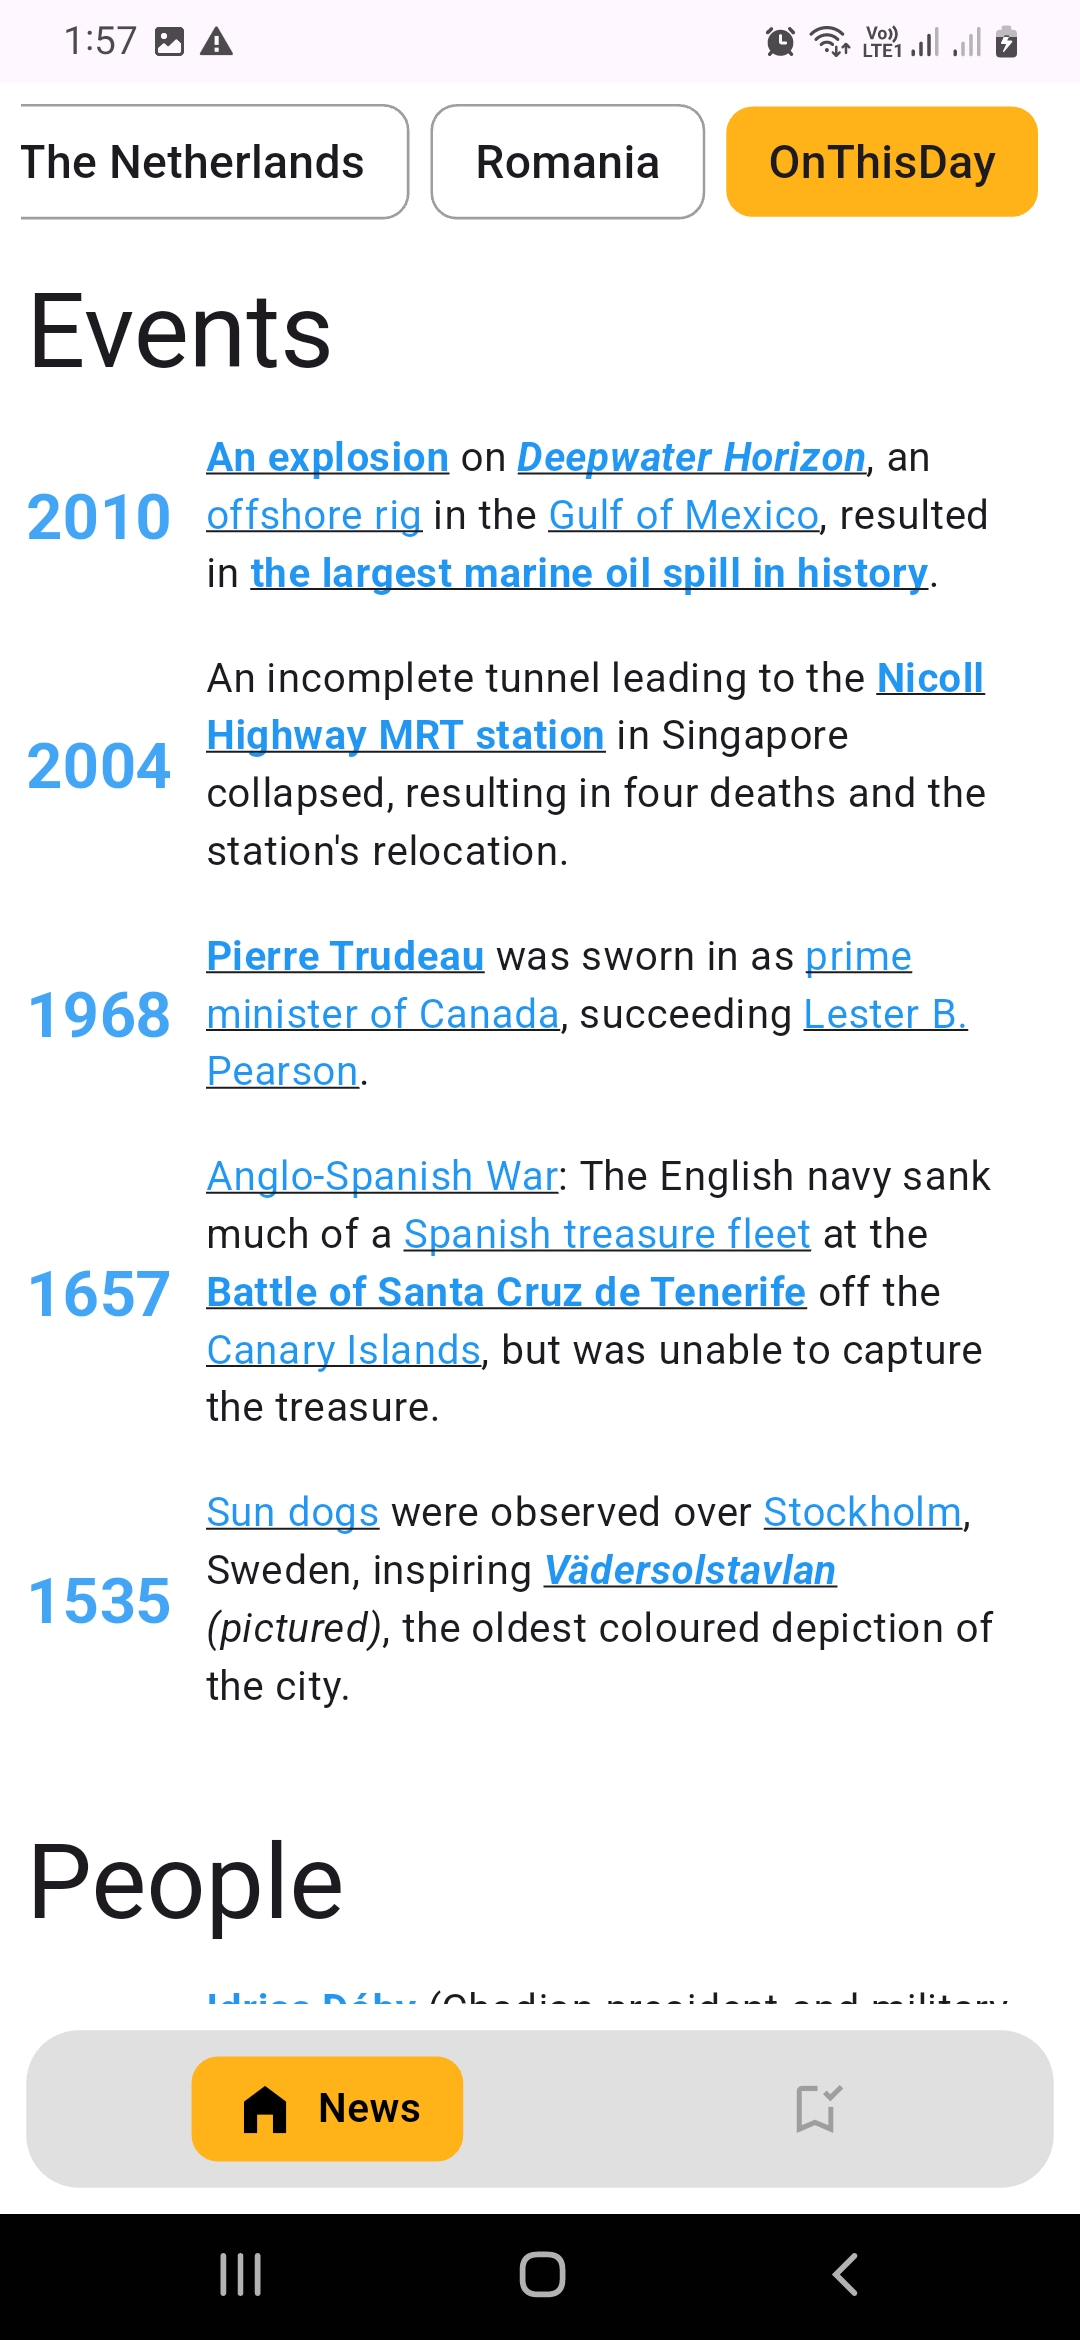 1:57
Vo))
LTE1
The Netherlands
Romania
OnThisDay
Events
2010
An explosion on Deepwater Horizon, an
offshore rig in the Gulf of Mexico, resulted
in the largest marine oil spill in history.
2004
An incomplete tunnel leading to the Nicoll
Highway MRT station in Singapore
collapsed, resulting in four deaths and the
station's relocation.
1968
Pierre Trudeau was sworn in as prime
minister of Canada, succeeding Lester B.
Pearson.
1657
Anglo-Spanish War: The English navy sank
much of a Spanish treasure fleet at the
Battle of Santa Cruz de Tenerife off the
Canary Islands, but was unable to capture
the treasure.
1535
Sun dogs were observed over Stockholm,
Sweden, inspiring Vädersolstavlan
(pictured), the oldest coloured depiction of
the city.
People
Idriss Déby (Chadian president and military
News